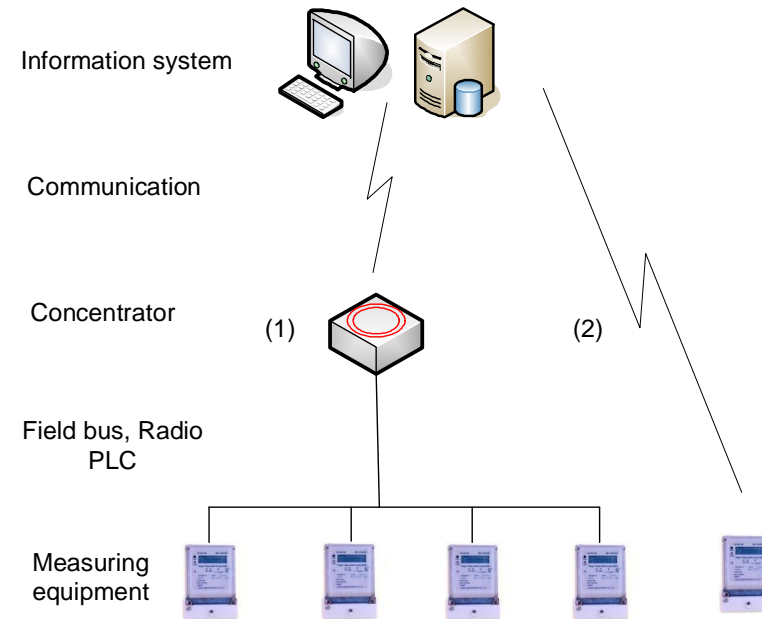 Information system
Communication
Concentrator
(1)
(2)
Field bus, Radio
PLC
Measuring
equipment